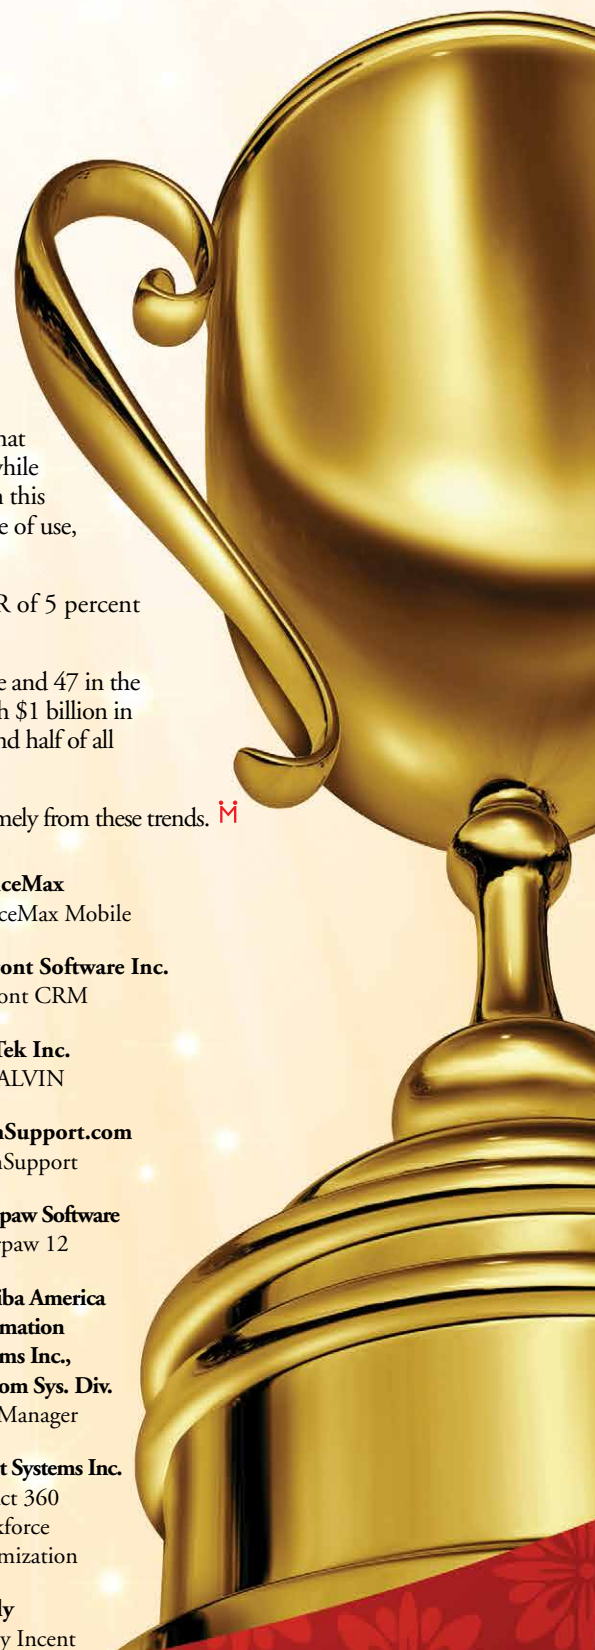 hat
while
n this
e of use,
R of 5 percent
e and 47 in the
h $1 billion in
nd half of all
mely from these trends.
iceMax
ceMax Mobile
ont Software Inc.
ont CRM
Tek Inc.
ALVIN
nSupport.com
nSupport
paw Software
rpaw 12
iba America
mation
ms Inc.,
om Sys. Div.
Manager
t Systems Inc.
ct 360
kforce
mization
ly
y Incent